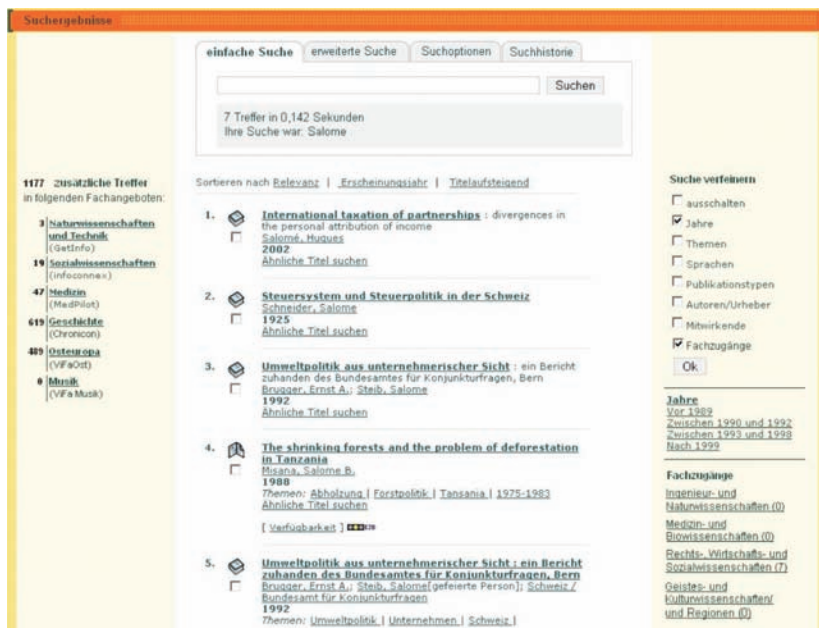 Suchergebnisse
einfache Suche
erweiterte Suche
Suchoptionen
Suchhistorie
Suchen
7 Treffer in 0,142 Sekunden
Ihre Suche war: Salome
1177 zusätzliche Treffer
in folgenden Fachangeboten:
3 Naturwissenschaften
und Technik
(GetInfo)
19 Sozialwissenschaften
(infoconnex)
47 Medizin
(MedPilot)
619 Geschichte
(Chronicon)
489 Osteuropa
(ViFaOst)
0 Musik
(ViFa Musik)
Sortieren nach Relevanz | Erscheinungsjahr | Titelaufsteigend
1. International taxation of partnerships : divergences in
the personal attribution of income
Salomé, Hugues
2002
Ähnliche Titel suchen
2. Steuersystem und Steuerpolitik in der Schweiz
Schneider, Salome
1925
Ähnliche Titel suchen
3. Umweltpolitik aus unternehmerischer Sicht : ein Bericht
zuhanden des Bundesamtes für Konjunkturfragen, Bern
Brugger, Ernst A.; Steib, Salome
1992
Ähnliche Titel suchen
4. The shrinking forests and the problem of deforestation
in Tanzania
Misana, Salome B.
1988
Themen: Abholzung | Forstpolitik | Tansania | 1975-1983
Ähnliche Titel suchen
[ Verfügbarkeit ]
5. Umweltpolitik aus unternehmerischer Sicht : ein Bericht
zuhanden des Bundesamtes für Konjunkturfragen, Bern
Brugger, Ernst A.; Steib, Salome[gefeierte Person]; Schweiz /
Bundesamt für Konjunkturfragen
1992
Themen: Umweltpolitik | Unternehmen | Schweiz |
Suche verfeinern
ausschalten
Jahre
Themen
Sprachen
Publikationstypen
Autoren/Urheber
Mitwirkende
Fachzugänge
Ok
Jahre
Vor 1989
Zwischen 1990 und 1992
Zwischen 1993 und 1998
Nach 1999
Fachzugänge
Ingenieur- und
Naturwissenschaften (0)
Medizin- und
Biowissenschaften (0)
Rechts-, Wirtschafts- und
Sozialwissenschaften (7)
Geistes- und
Kulturwissenschaften/
und Regionen (0)